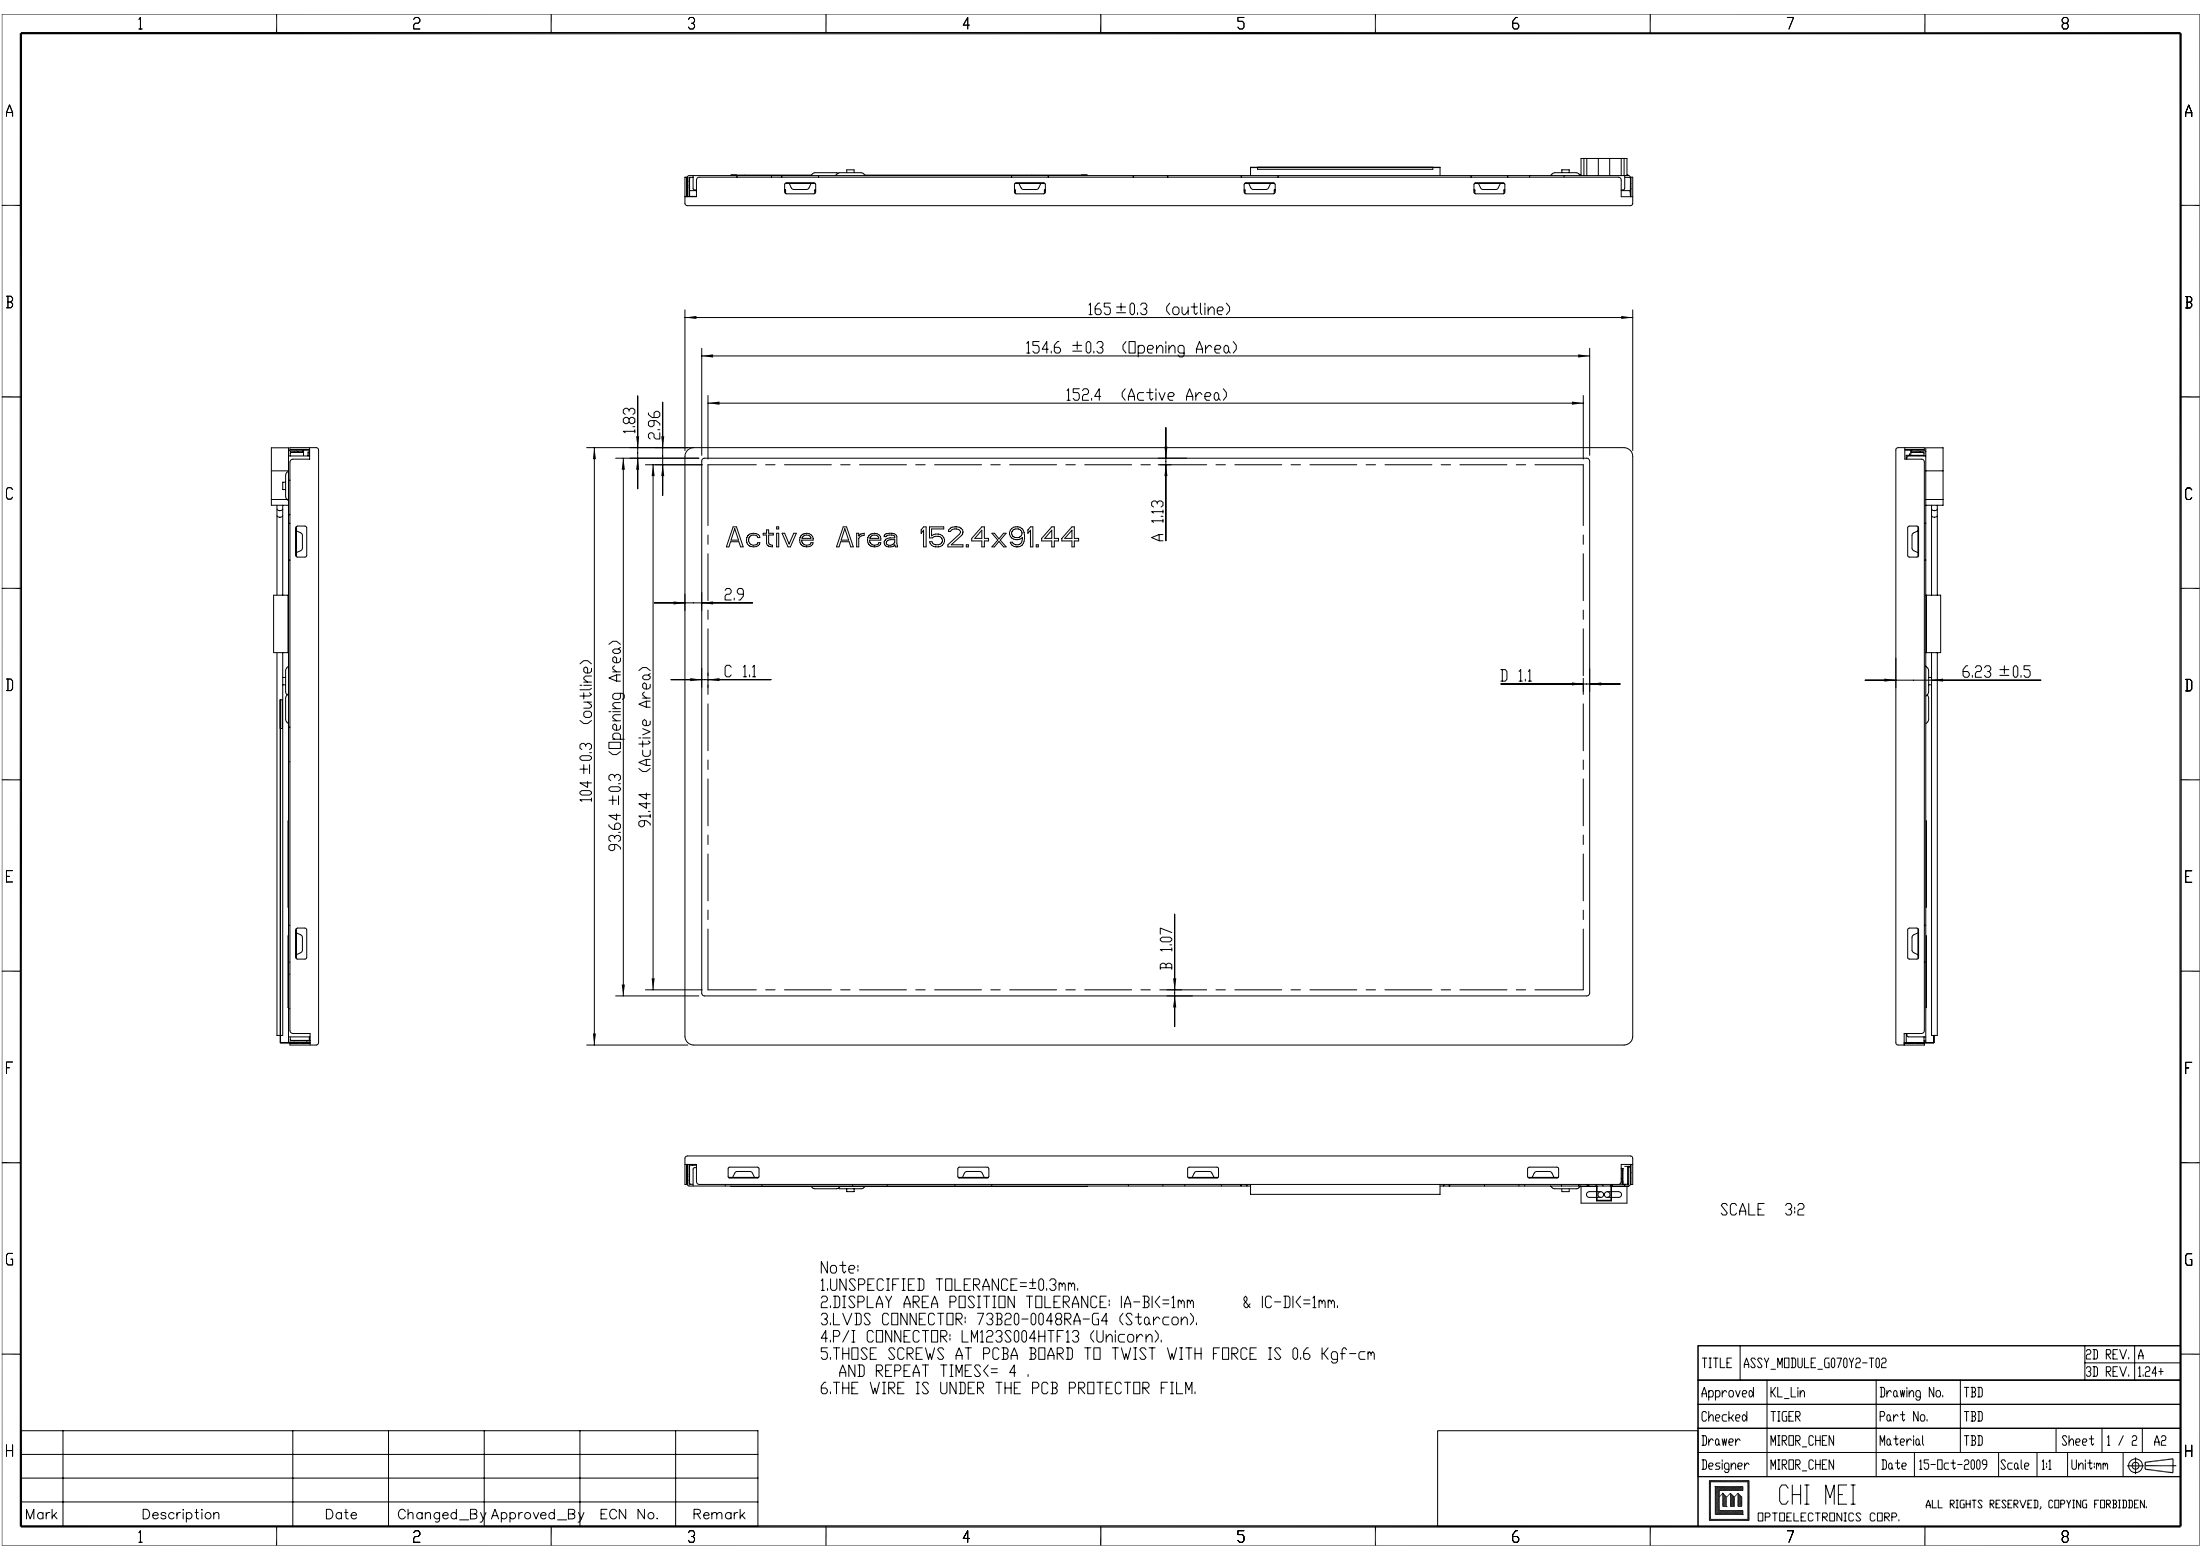 1 2 3 4 5 6 7 8
A A
B B
C C
D D
E E
F F
G G
H H
165±0.3 (outline)
154.6 ±0.3 (Opening Area)
152.4 (Active Area)
1.83
2.96
A 1.13
Active Area 152.4x91.44
2.9
C 1.1
D 1.1
6.23 ±0.5
104±0.3 (outline)
93.64 ±0.3 (Opening Area)
91.44 (Active Area)
B 1.07
SCALE 3:2
Note:
1.UNSPECIFIED TOLERANCE=±0.3mm.
2.DISPLAY AREA POSITION TOLERANCE: |A-B|<=1mm & |C-D|<=1mm.
3.LVDS CONNECTOR: 73B20-0048RA-G4 (Starcon).
4.P/I CONNECTOR: LM123S004HTF13 (Unicorn).
5.THOSE SCREWS AT PCBA BOARD TO TWIST WITH FORCE IS 0.6 Kgf-cm
AND REPEAT TIMES<= 4 .
6.THE WIRE IS UNDER THE PCB PROTECTOR FILM.
TITLE ASSY_MODULE_G070Y2-T02 2D REV. A
3D REV. 1.24+
Approved KL_Lin Drawing No. TBD
Checked TIGER Part No. TBD
Drawer MIROR_CHEN Material TBD Sheet 1 / 2 A2
Designer MIROR_CHEN Date 15-Oct-2009 Scale 1:1 Unit:mm
CHI MEI
OPTOELECTRONICS CORP.
ALL RIGHTS RESERVED, COPYING FORBIDDEN.
Mark Description Date Changed_By Approved_By ECN No. Remark
1 2 3 4 5 6 7 8